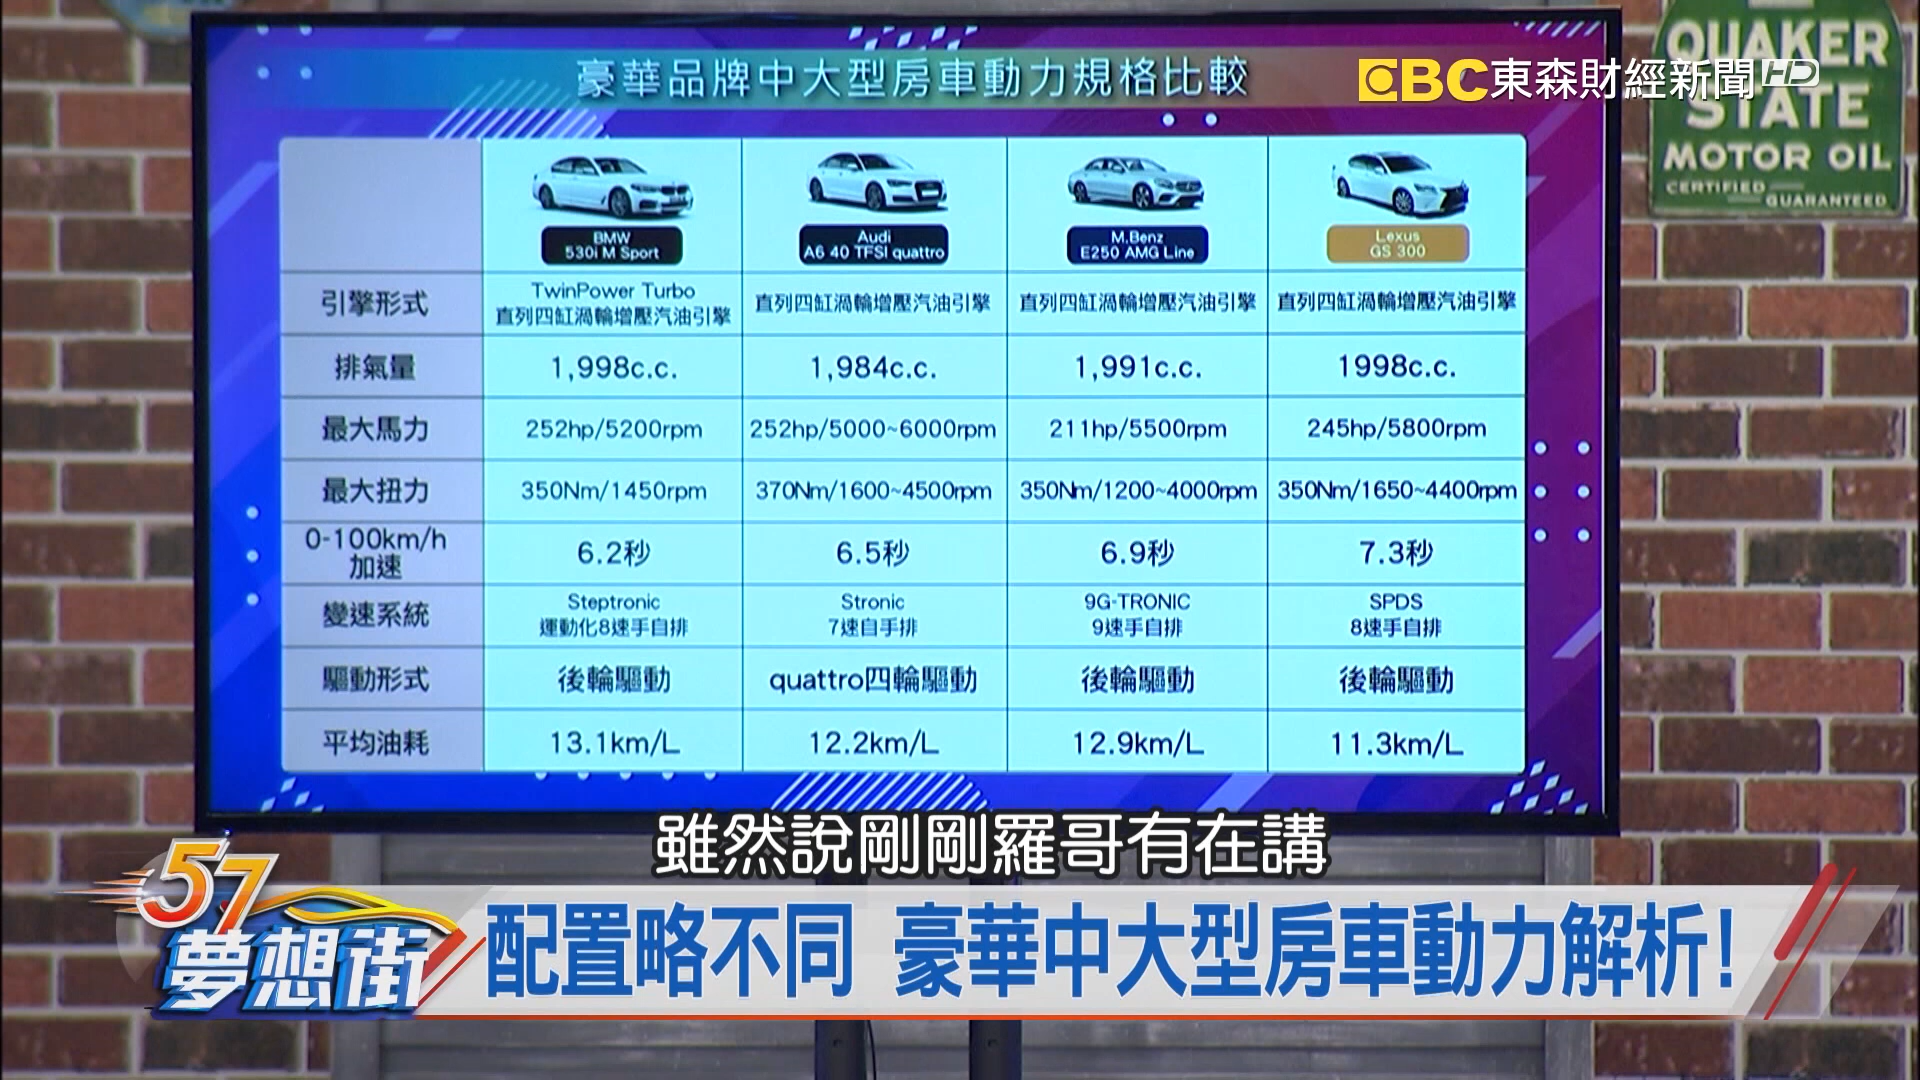 豪華品牌中大型房車動力規格比較
EBC東森財經新聞HD
QUAKER
STATE
MOTOR OIL
CERTIFIED
GUARANTEED
BMW
530i M Sport
Audi
A6 40 TFSI quattro
M.Benz
E250 AMG Line
Lexus
GS 300
引擎形式
TwinPower Turbo
直列四缸渦輪增壓汽油引擎
直列四缸渦輪增壓汽油引擎
直列四缸渦輪增壓汽油引擎
直列四缸渦輪增壓汽油引擎
排氣量
1,998c.c.
1,984c.c.
1,991c.c.
1998c.c.
最大馬力
252hp/5200rpm
252hp/5000~6000rpm
211hp/5500rpm
245hp/5800rpm
最大扭力
350Nm/1450rpm
370Nm/1600~4500rpm
350Nm/1200~4000rpm
350Nm/1650~4400rpm
0-100km/h
加速
6.2秒
6.5秒
6.9秒
7.3秒
變速系統
Steptronic
運動化8速手自排
Stronic
7速自手排
9G-TRONIC
9速手自排
SPDS
8速手自排
驅動形式
後輪驅動
quattro四輪驅動
後輪驅動
後輪驅動
平均油耗
13.1km/L
12.2km/L
12.9km/L
11.3km/L
雖然說剛剛羅哥有在講
57
夢想街
配置略不同 豪華中大型房車動力解析!